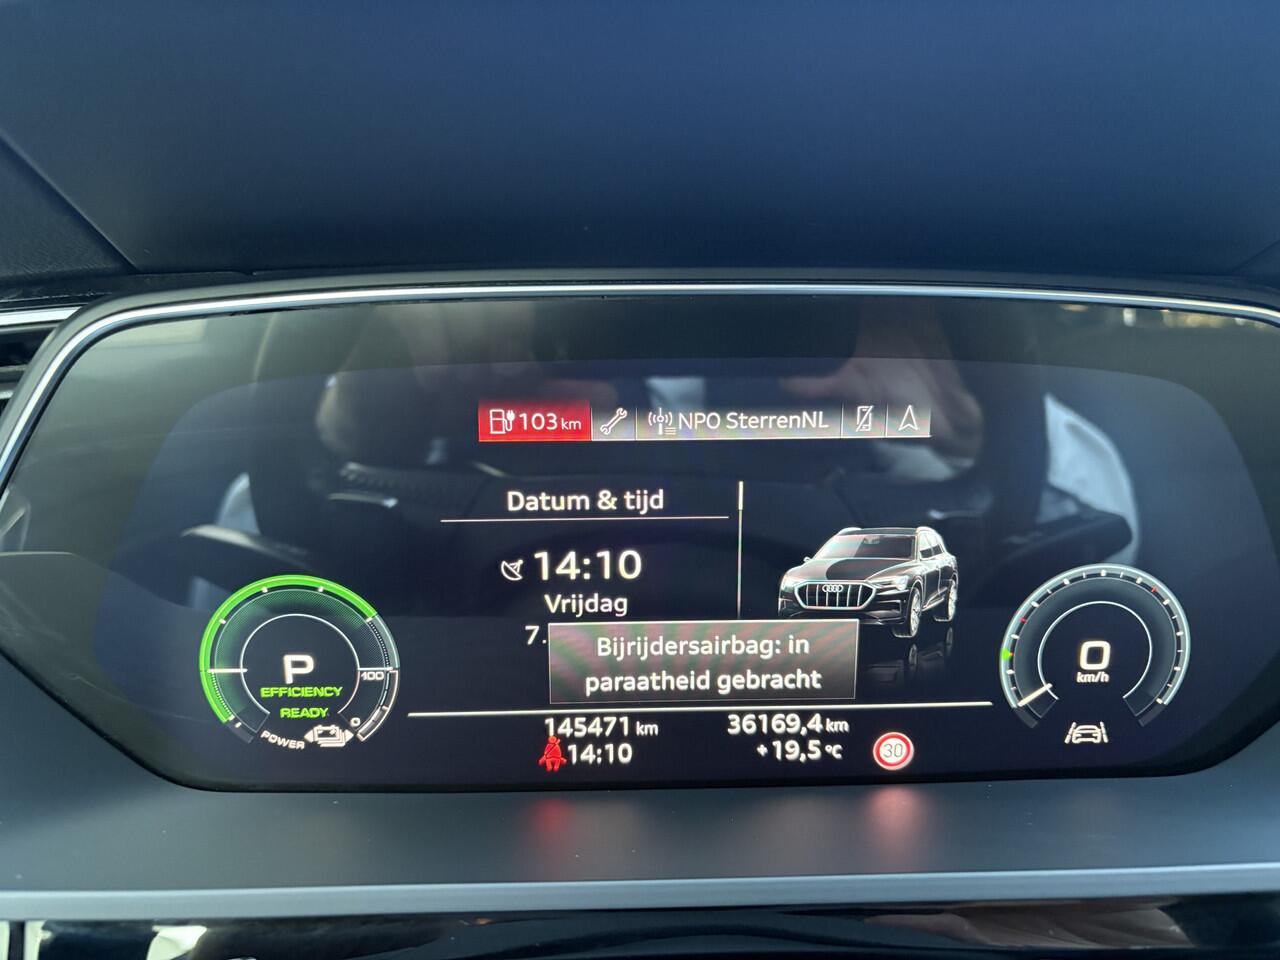 103 km
NPO SterrenNL
Datum & tijd
14:10
Vrijdag
7.
Bijrijdersairbag: in
paraatheid gebracht
P
EFFICIENCY
READY
100
0
POWER
0
km/h
145471 km
36169,4 km
14:10
+19,5 °C
30